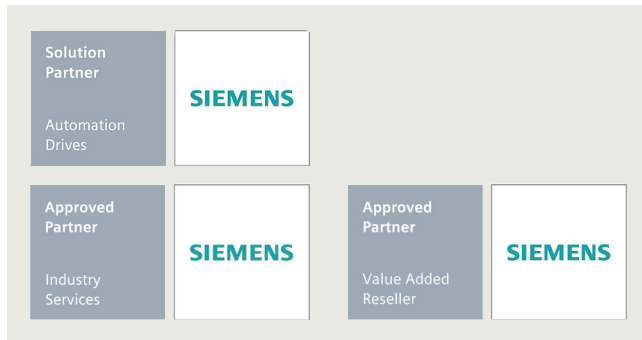 Solution
Partner
Automation
Drives
SIEMENS
Approved
Partner
Industry
Services
SIEMENS
Approved
Partner
Value Added
Reseller
SIEMENS